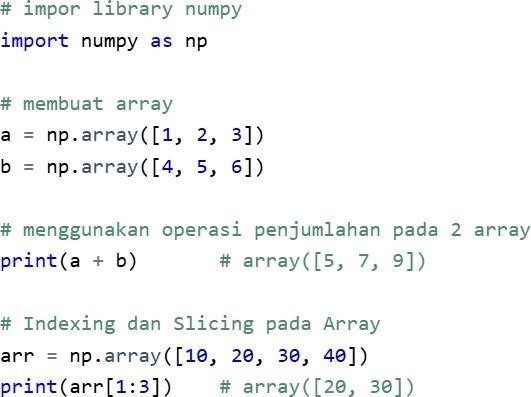 # impor library numpy
import numpy as np
# membuat array
a = np.array([1, 2, 3])
b = np.array([4, 5, 6])
# menggunakan operasi penjumlahan pada 2 array
print(a + b)       # array([5, 7, 9])
# Indexing dan Slicing pada Array
arr = np.array([10, 20, 30, 40])
print(arr[1:3])    # array([20, 30])